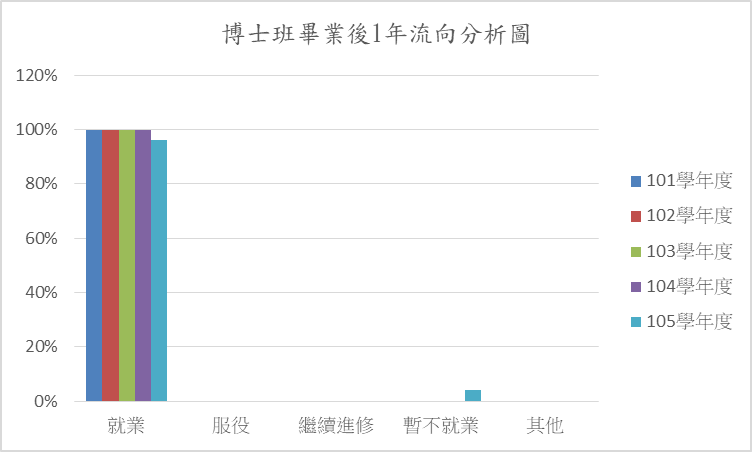 博士班畢業後1年流向分析圖
120%
100%
80%
60%
40%
20%
0%
就業 服役 繼續進修 暫不就業 其他
101學年度
102學年度
103學年度
104學年度
105學年度